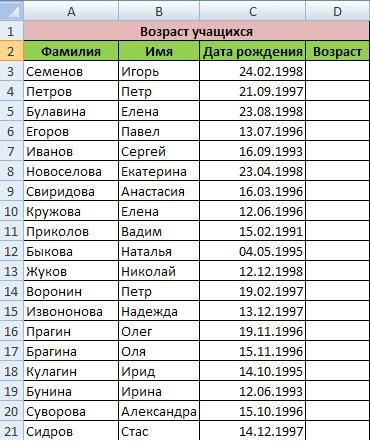 A B C D
1 Возраст учащихся
2 Фамилия Имя Дата рождения Возраст
3 Семенов Игорь 24.02.1998
4 Петров Петр 21.09.1997
5 Булавина Елена 23.08.1998
6 Егоров Павел 13.07.1996
7 Иванов Сергей 16.09.1993
8 Новоселова Екатерина 23.04.1998
9 Свиридова Анастасия 16.03.1996
10 Кружова Елена 12.06.1996
11 Приколов Вадим 15.02.1991
12 Быкова Наталья 04.05.1995
13 Жуков Николай 12.12.1998
14 Воронин Петр 19.02.1997
15 Извононова Надежда 13.12.1997
16 Прагин Олег 19.11.1996
17 Брагина Оля 15.11.1996
18 Кулагин Ирид 14.10.1995
19 Бунина Ирина 12.06.1993
20 Суворова Александра 15.10.1996
21 Сидров Стас 14.12.1997